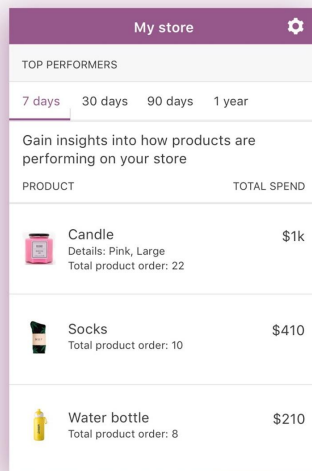 My store
TOP PERFORMERS
7 days 30 days 90 days 1 year
Gain insights into how products are
performing on your store
PRODUCT TOTAL SPEND
Candle $1k
Details: Pink, Large
Total product order: 22
Socks $410
Total product order: 10
Water bottle $210
Total product order: 8